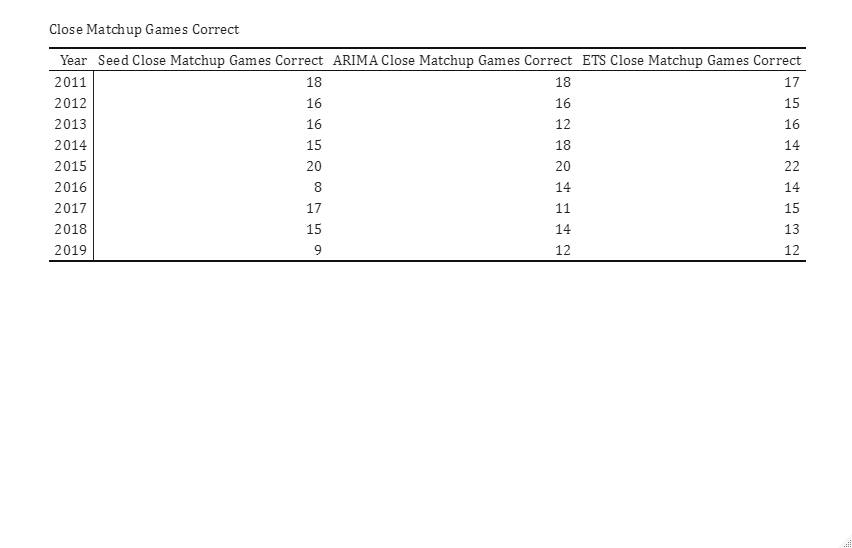 Close Matchup Games Correct
Year Seed Close Matchup Games Correct ARIMA Close Matchup Games Correct ETS Close Matchup Games Correct
2011 18 18 17
2012 16 16 15
2013 16 12 16
2014 15 18 14
2015 20 20 22
2016 8 14 14
2017 17 11 15
2018 15 14 13
2019 9 12 12